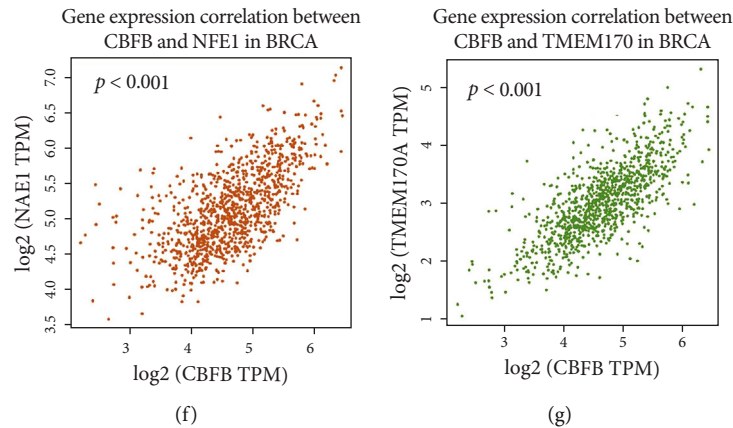 Gene expression correlation between
CBFB and NFE1 in BRCA
p < 0.001
log2 (NAE1 TPM)
7.0
6.5
6.0
5.5
5.0
4.5
4.0
3.5
3 4 5 6
log2 (CBFB TPM)
(f)
Gene expression correlation between
CBFB and TMEM170 in BRCA
p < 0.001
log2 (TMEM170A TPM)
5
4
3
2
1
3 4 5 6
log2 (CBFB TPM)
(g)